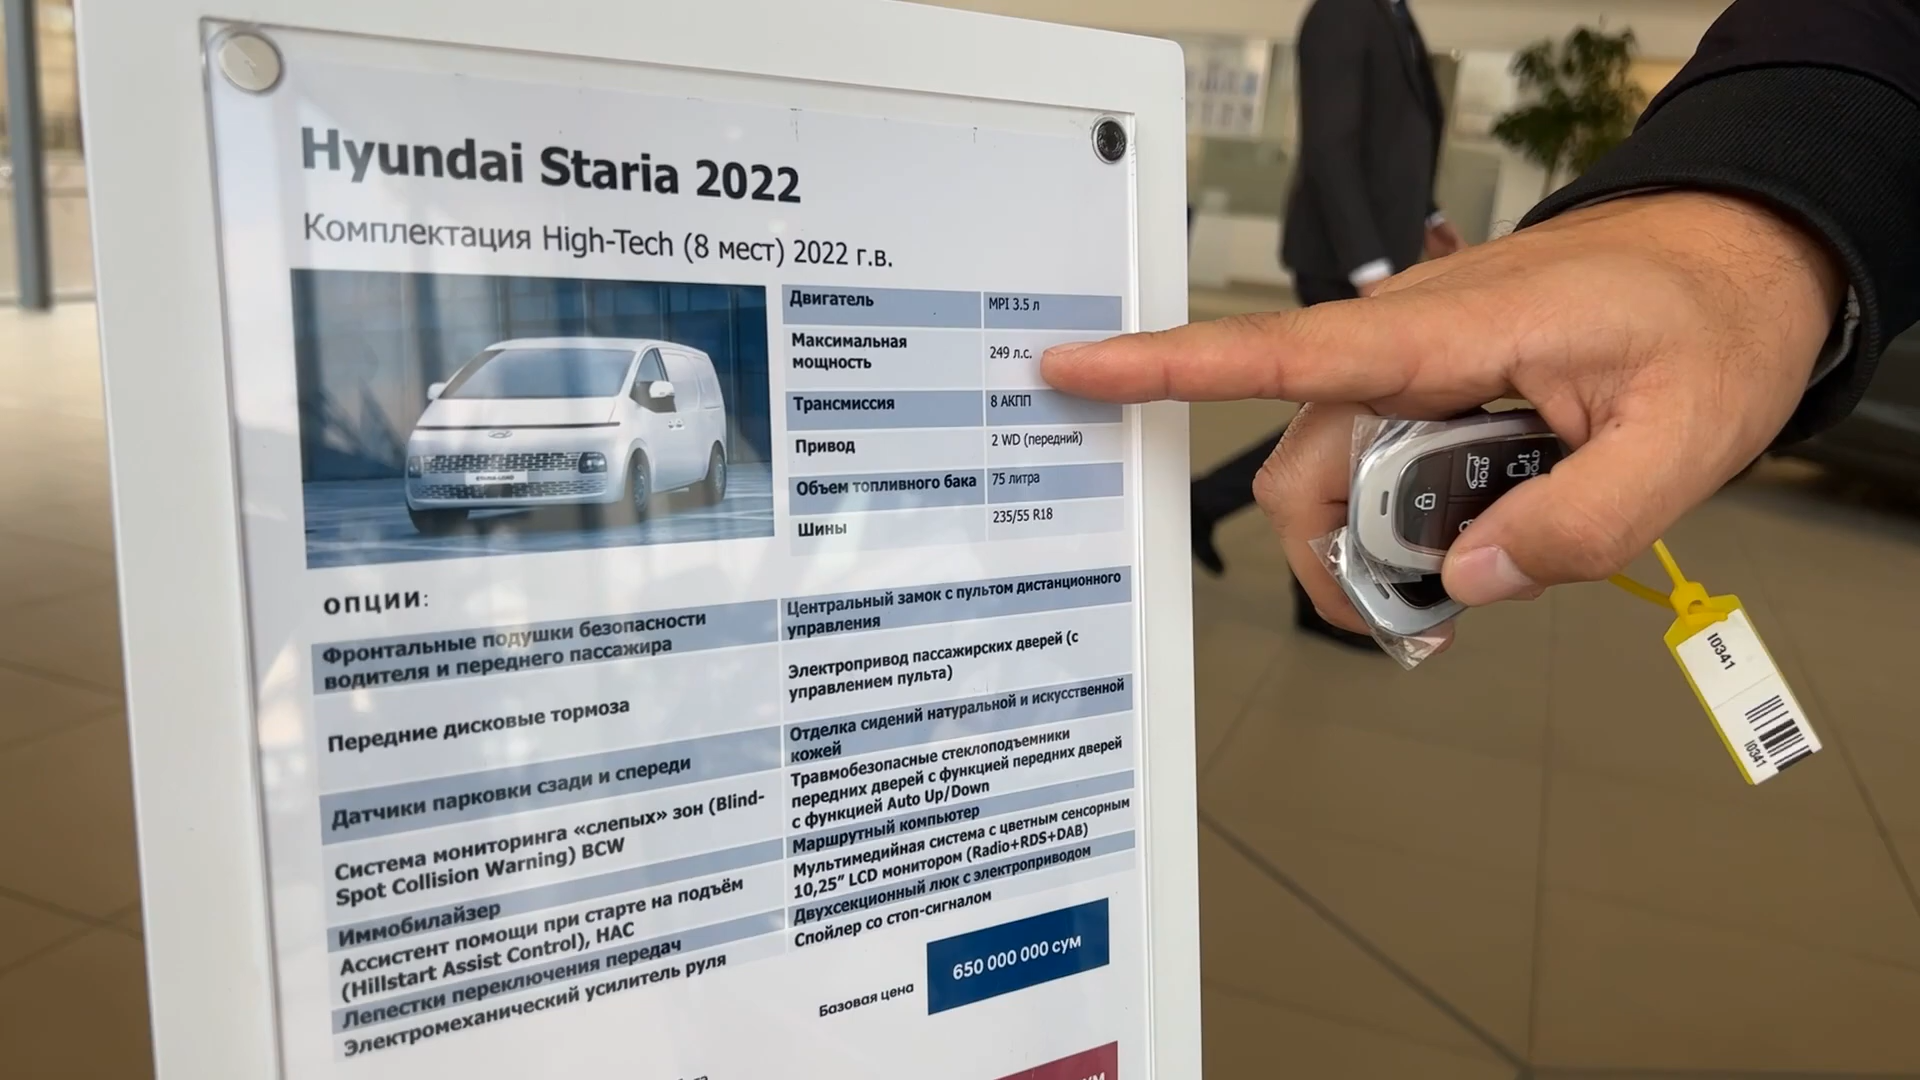 Hyundai Staria 2022
Комплектация High-Tech (8 мест) 2022 г.в.
Двигатель MPI 3.5 л
Максимальная
мощность 249 л.с.
Трансмиссия 8 АКПП
Привод 2 WD (передний)
Объем топливного бака 75 литра
Шины 235/55 R18
ОПЦИИ:
Фронтальные подушки безопасности
водителя и переднего пассажира
Передние дисковые тормоза
Датчики парковки сзади и спереди
Система мониторинга «слепых» зон (Blind-
Spot Collision Warning) BCW
Иммобилайзер
Ассистент помощи при старте на подъём
(Hillstart Assist Control), HAC
Лепестки переключения передач
Электромеханический усилитель руля
Центральный замок с пультом дистанционного
управления
Электропривод пассажирских дверей (с
управлением пульта)
Отделка сидений натуральной и искусственной
кожей
Травмобезопасные стеклоподъемники
передних дверей с функцией передних дверей
с функцией Auto Up/Down
Маршрутный компьютер
Мультимедийная система с цветным сенсорным
10,25” LCD монитором (Radio+RDS+DAB)
Двухсекционный люк с электроприводом
Спойлер со стоп-сигналом
Базовая цена 650 000 000 сум
HOLD
HOLD
I0341
I0341